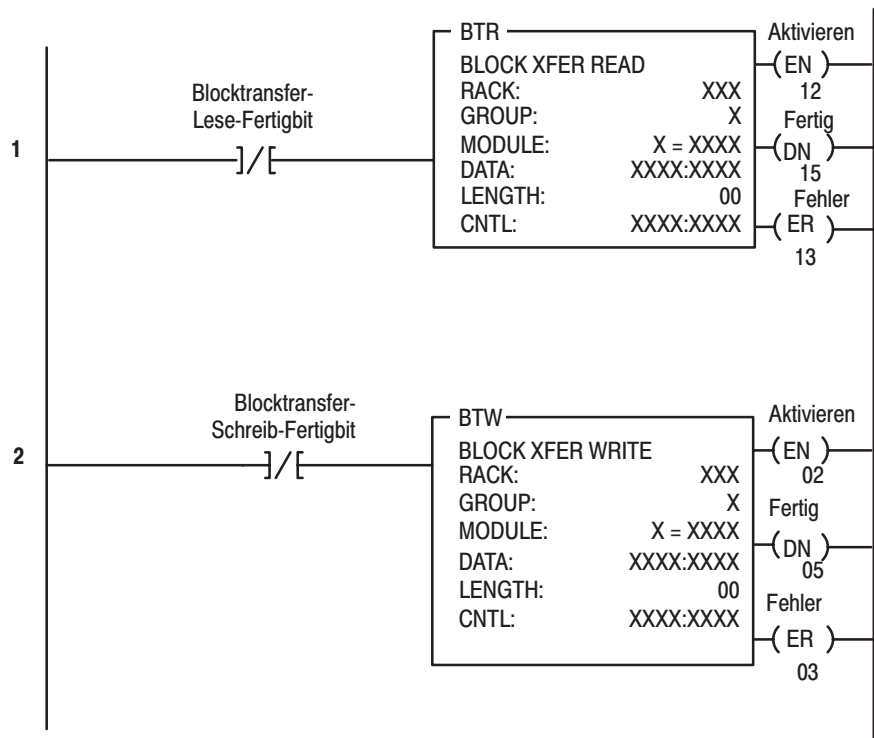 BTR
Aktivieren
BLOCK XFER READ
(EN)
12
Blocktransfer-
Lese-Fertigbit
RACK: XXX
GROUP: X
Fertig
1
]/[
MODULE: X = XXXX
(DN)
15
DATA: XXXX:XXXX
LENGTH: 00
Fehler
CNTL: XXXX:XXXX
(ER)
13
Blocktransfer-
Schreib-Fertigbit
BTW
Aktivieren
2
]/[
BLOCK XFER WRITE
(EN)
02
RACK: XXX
GROUP: X
Fertig
MODULE: X = XXXX
(DN)
05
DATA: XXXX:XXXX
LENGTH: 00
Fehler
CNTL: XXXX:XXXX
(ER)
03